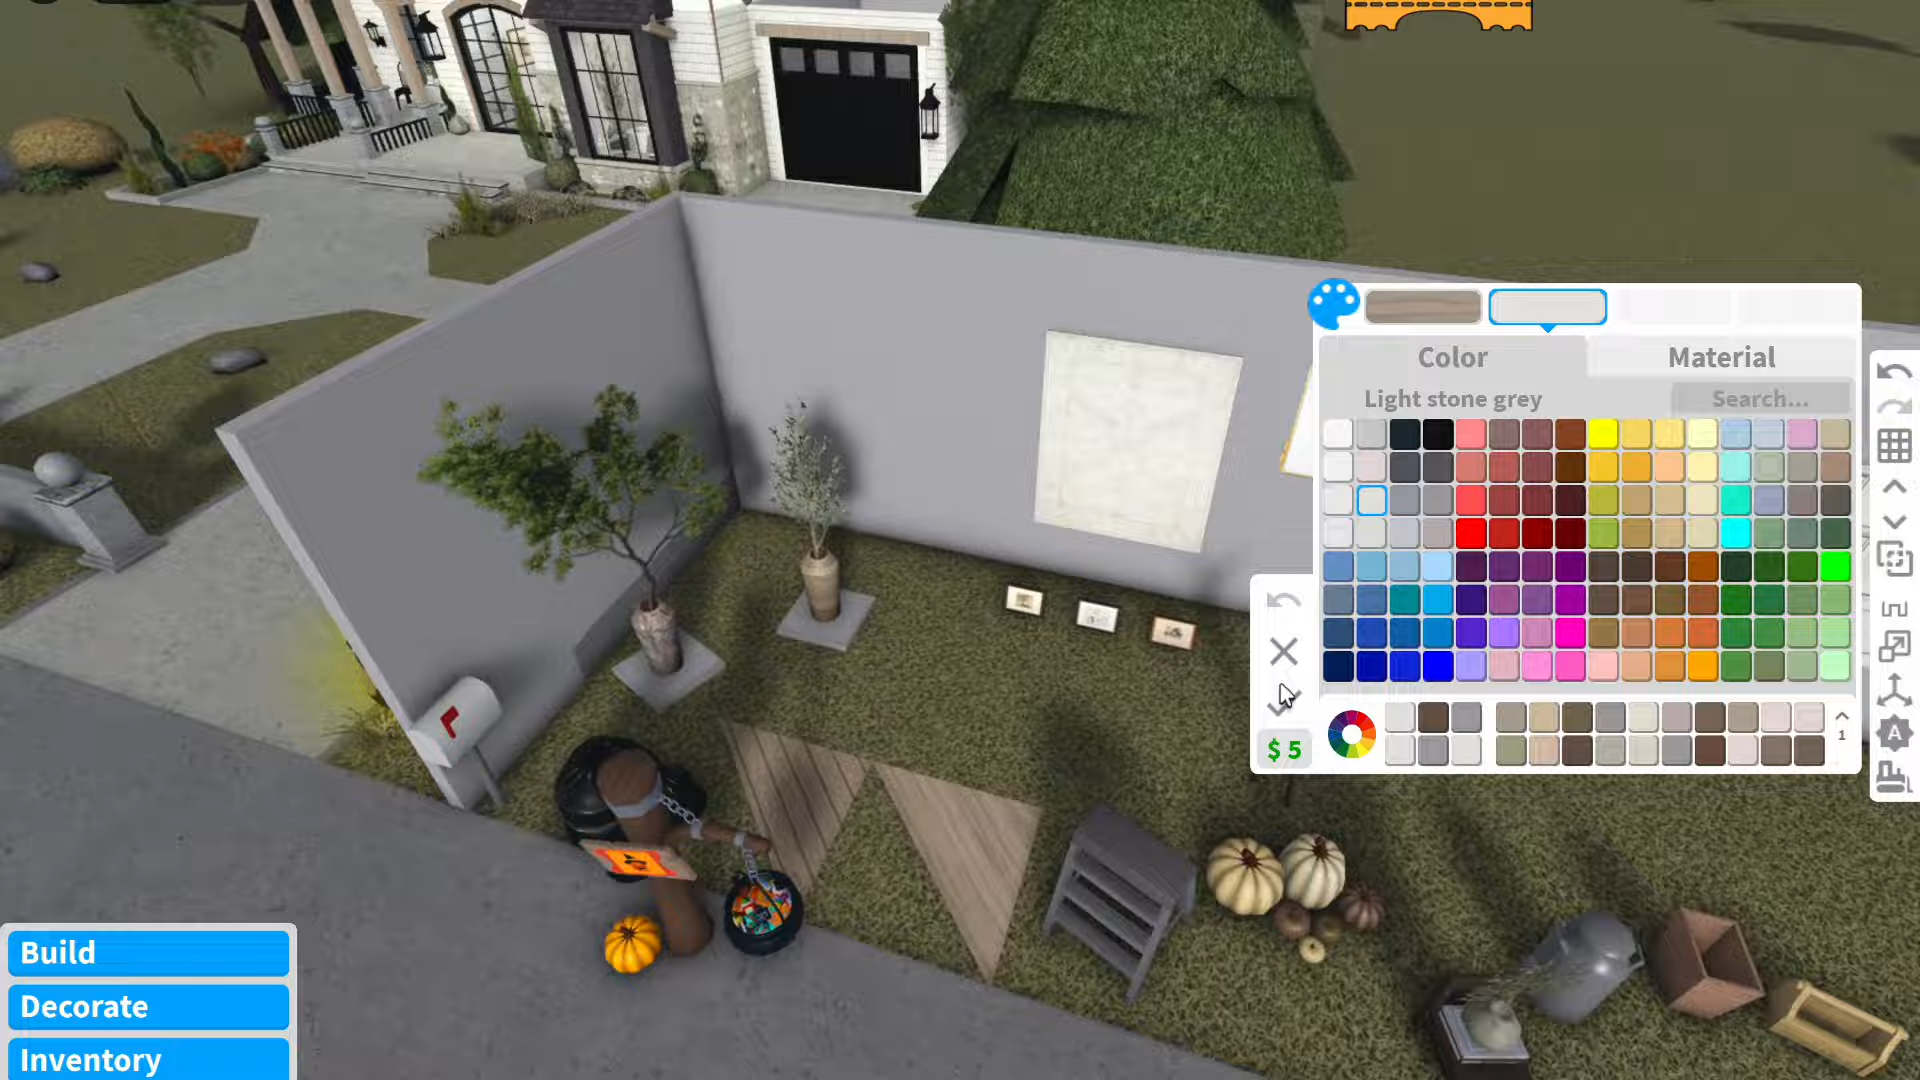 Color
Material
Light stone grey
Search...
A
1
$ 5
Build
Decorate
Inventory